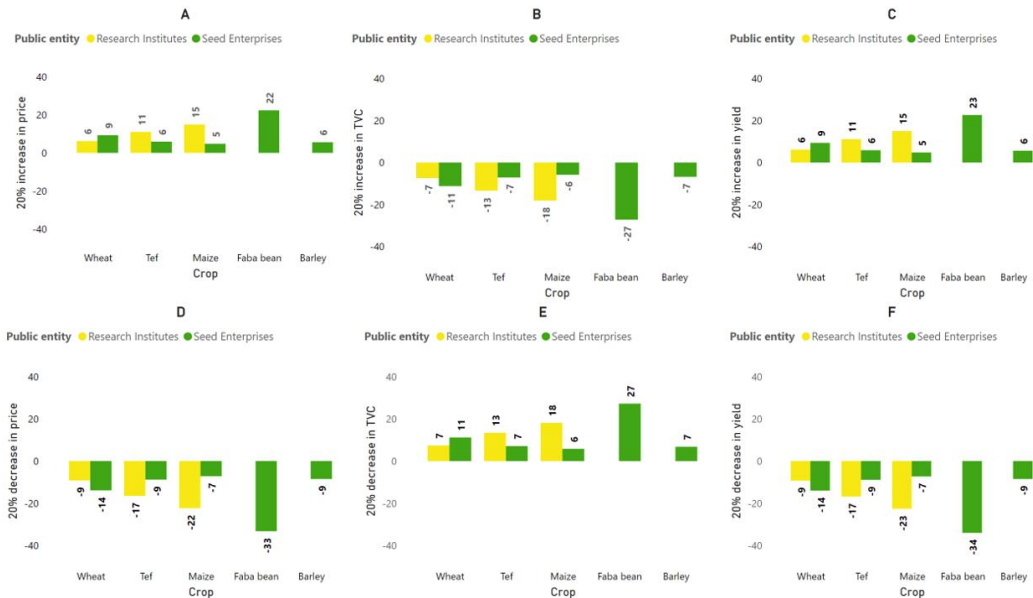 A
Public entity Research Institutes Seed Enterprises
20% increase in price
40
20
0
-20
-40
6 9 11 6 15 5 22 6
Wheat Tef Maize Faba bean Barley
Crop
B
Public entity Research Institutes Seed Enterprises
20% increase in TVC
40
20
0
-20
-40
-7 -11 -13 -7 -18 -6 -27 -7
Wheat Tef Maize Faba bean Barley
Crop
C
Public entity Research Institutes Seed Enterprises
20% increase in yield
40
20
0
-20
-40
6 9 11 6 15 5 23 6
Wheat Tef Maize Faba bean Barley
Crop
D
Public entity Research Institutes Seed Enterprises
20% decrease in price
40
20
0
-20
-40
-9 -14 -17 -9 -22 -7 -33 -9
Wheat Tef Maize Faba bean Barley
Crop
E
Public entity Research Institutes Seed Enterprises
20% decrease in TVC
40
20
0
-20
-40
7 11 13 7 18 6 27 7
Wheat Tef Maize Faba bean Barley
Crop
F
Public entity Research Institutes Seed Enterprises
20% decrease in yield
40
20
0
-20
-40
-9 -14 -17 -9 -23 -7 -34 -9
Wheat Tef Maize Faba bean Barley
Crop